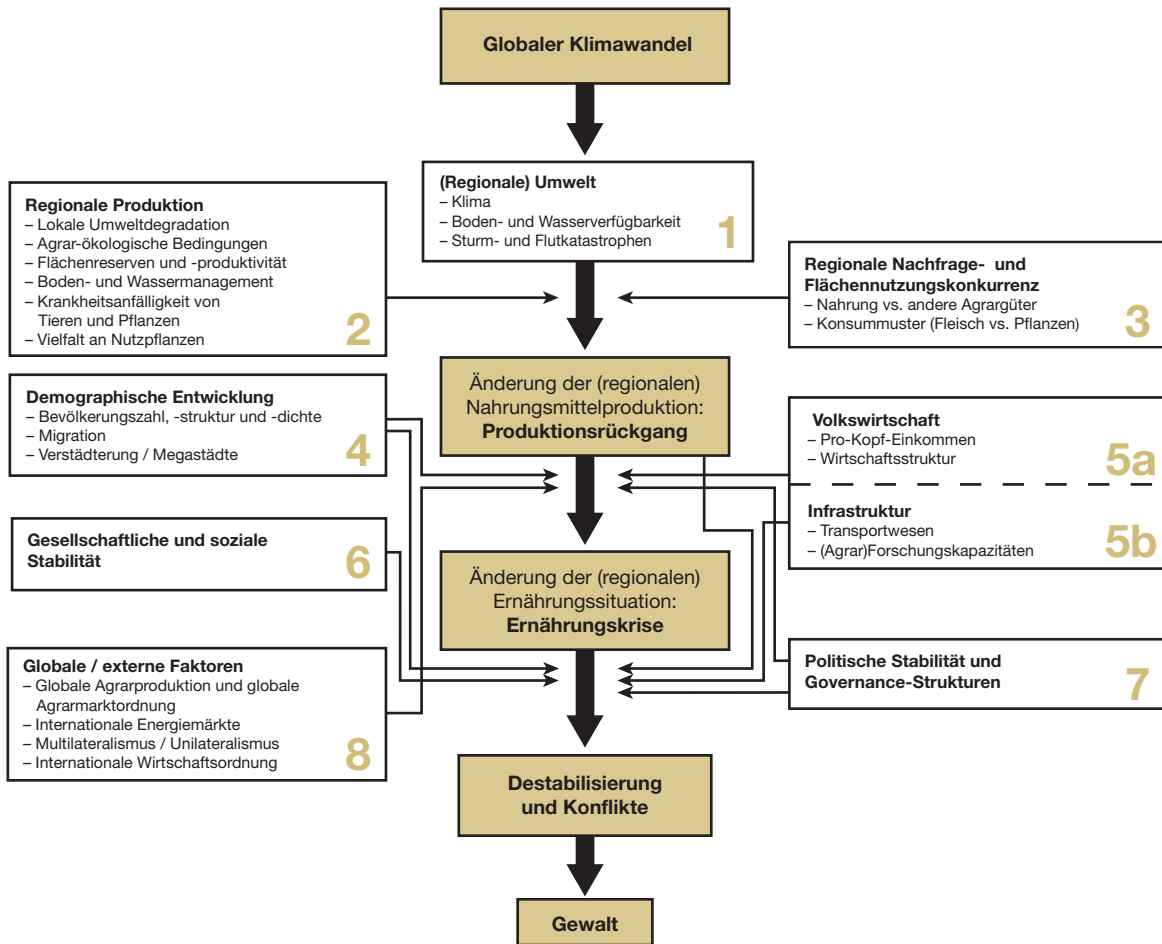 Globaler Klimawandel
(Regionale) Umwelt
– Klima
– Boden- und Wasserverfügbarkeit
– Sturm- und Flutkatastrophen
1
Regionale Produktion
– Lokale Umweltdegradation
– Agrar-ökologische Bedingungen
– Flächenreserven und -produktivität
– Boden- und Wassermanagement
– Krankheitsanfälligkeit von
Tieren und Pflanzen
– Vielfalt an Nutzpflanzen
2
Regionale Nachfrage- und
Flächennutzungskonkurrenz
– Nahrung vs. andere Agrargüter
– Konsummuster (Fleisch vs. Pflanzen)
3
Änderung der (regionalen)
Nahrungsmittelproduktion:
Produktionsrückgang
Demographische Entwicklung
– Bevölkerungszahl, -struktur und -dichte
– Migration
– Verstädterung / Megastädte
4
Volkswirtschaft
– Pro-Kopf-Einkommen
– Wirtschaftsstruktur
5a
Infrastruktur
– Transportwesen
– (Agrar)Forschungskapazitäten
5b
Gesellschaftliche und soziale
Stabilität
6
Änderung der (regionalen)
Ernährungssituation:
Ernährungskrise
Politische Stabilität und
Governance-Strukturen
7
Globale / externe Faktoren
– Globale Agrarproduktion und globale
Agrarmarktordnung
– Internationale Energiemärkte
– Multilateralismus / Unilateralismus
– Internationale Wirtschaftsordnung
8
Destabilisierung
und Konflikte
Gewalt